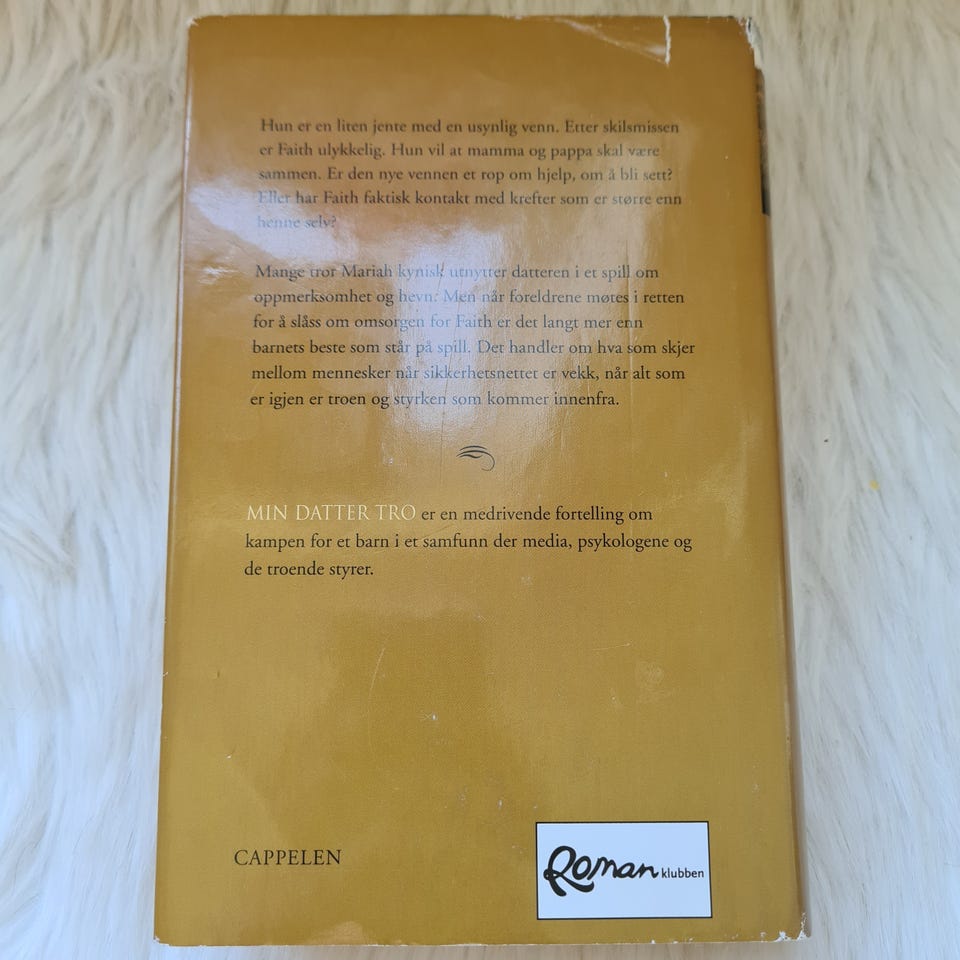 Hun er en liten jente med en usynlig venn. Etter skilsmissen
er Faith ulykkelig. Hun vil at mamma og pappa skal være
sammen. Er den nye vennen et rop om hjelp, om å bli sett?
Eller har Faith faktisk kontakt med krefter som er større enn
henne selv?
Mange tror Mariah kynisk utnytter datteren i et spill om
oppmerksomhet og hevn. Men når foreldrene møtes i retten
for å slåss om omsorgen for Faith er det langt mer enn
barnets beste som står på spill. Det handler om hva som skjer
mellom mennesker når sikkerhetsnettet er vekk, når alt som
er igjen er troen og styrken som kommer innenfra.
MIN DATTER TRO er en medrivende fortelling om
kampen for et barn i et samfunn der media, psykologene og
de troende styrer.
CAPPELEN
Roman klubben